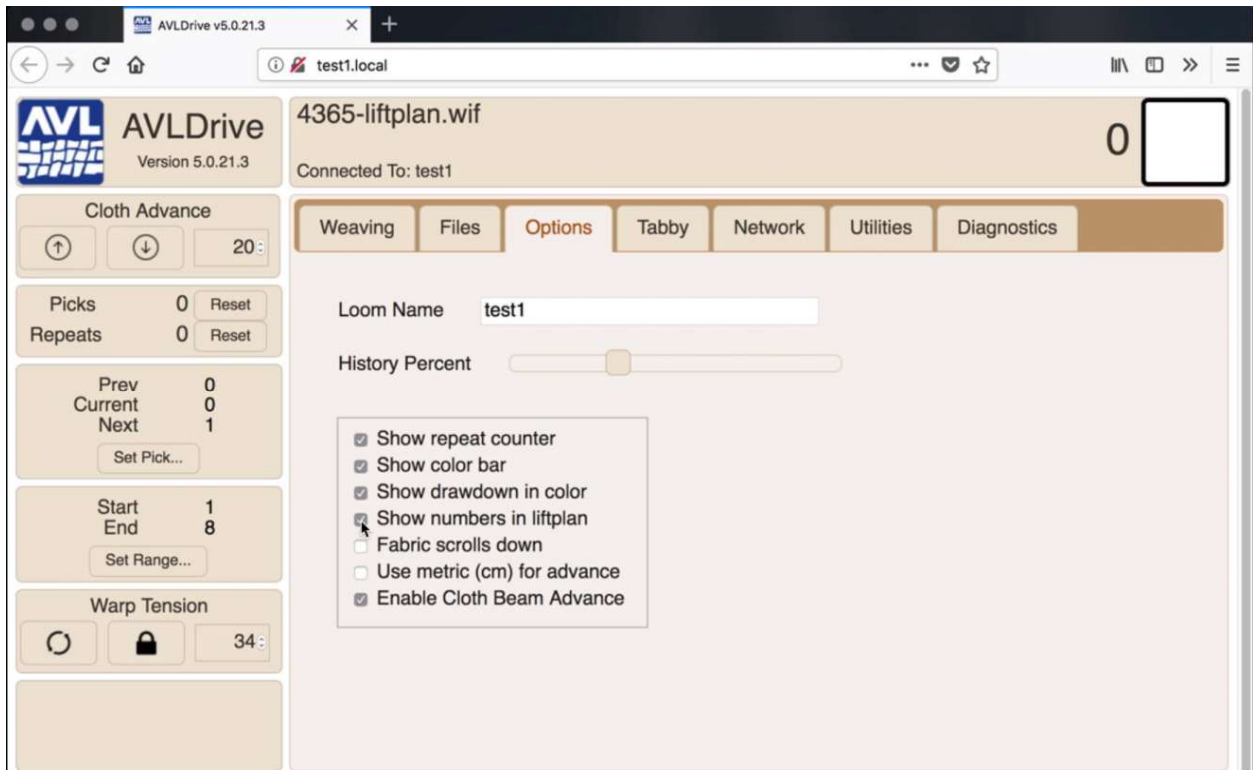 AVLDrive v5.0.21.3
test1.local
AVL
AVLDrive
Version 5.0.21.3
4365-liftplan.wif
Connected To: test1
0
Cloth Advance
20
Picks 0 Reset
Repeats 0 Reset
Prev 0
Current 0
Next 1
Set Pick...
Start 1
End 8
Set Range...
Warp Tension
34
Weaving Files Options Tabby Network Utilities Diagnostics
Loom Name test1
History Percent
Show repeat counter
Show color bar
Show drawdown in color
Show numbers in liftplan
Fabric scrolls down
Use metric (cm) for advance
Enable Cloth Beam Advance